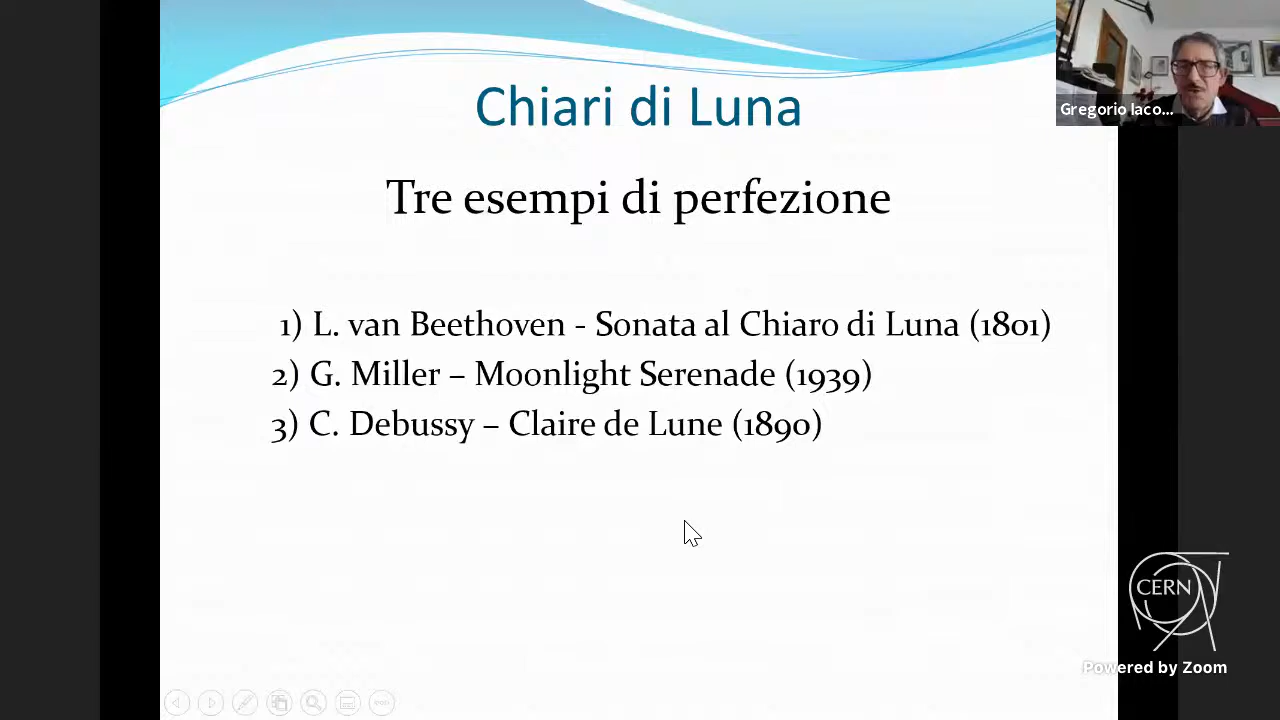 Chiari di Luna
Gregorio Iaco...
Tre esempi di perfezione
1) L. van Beethoven - Sonata al Chiaro di Luna (1801)
2) G. Miller – Moonlight Serenade (1939)
3) C. Debussy – Claire de Lune (1890)
CERN
Powered by Zoom